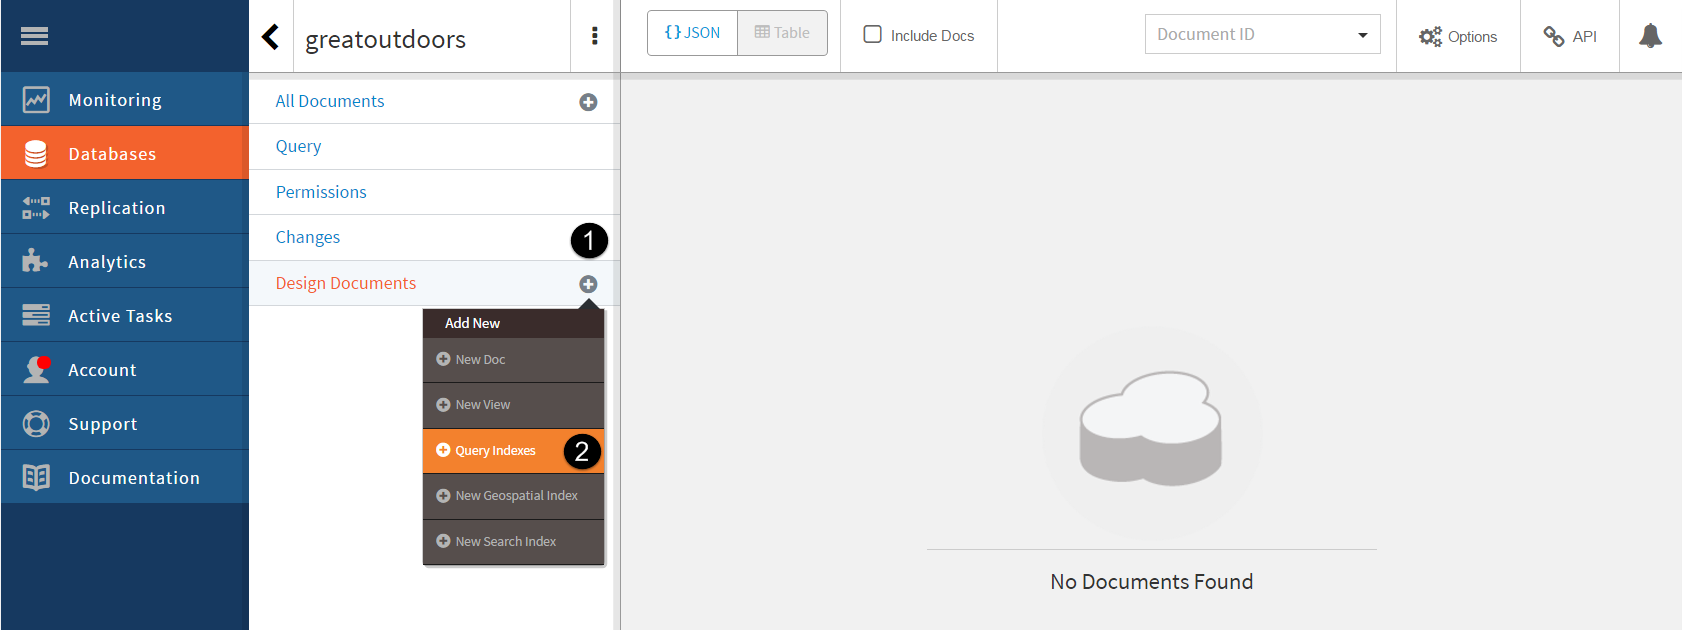 greatoutdoors
{ } JSON
Table
Include Docs
Document ID
Options
API
Monitoring
Databases
Replication
Analytics
Active Tasks
Account
Support
Documentation
All Documents
Query
Permissions
Changes
1
Design Documents
Add New
New Doc
New View
Query Indexes
2
New Geospatial Index
New Search Index
No Documents Found